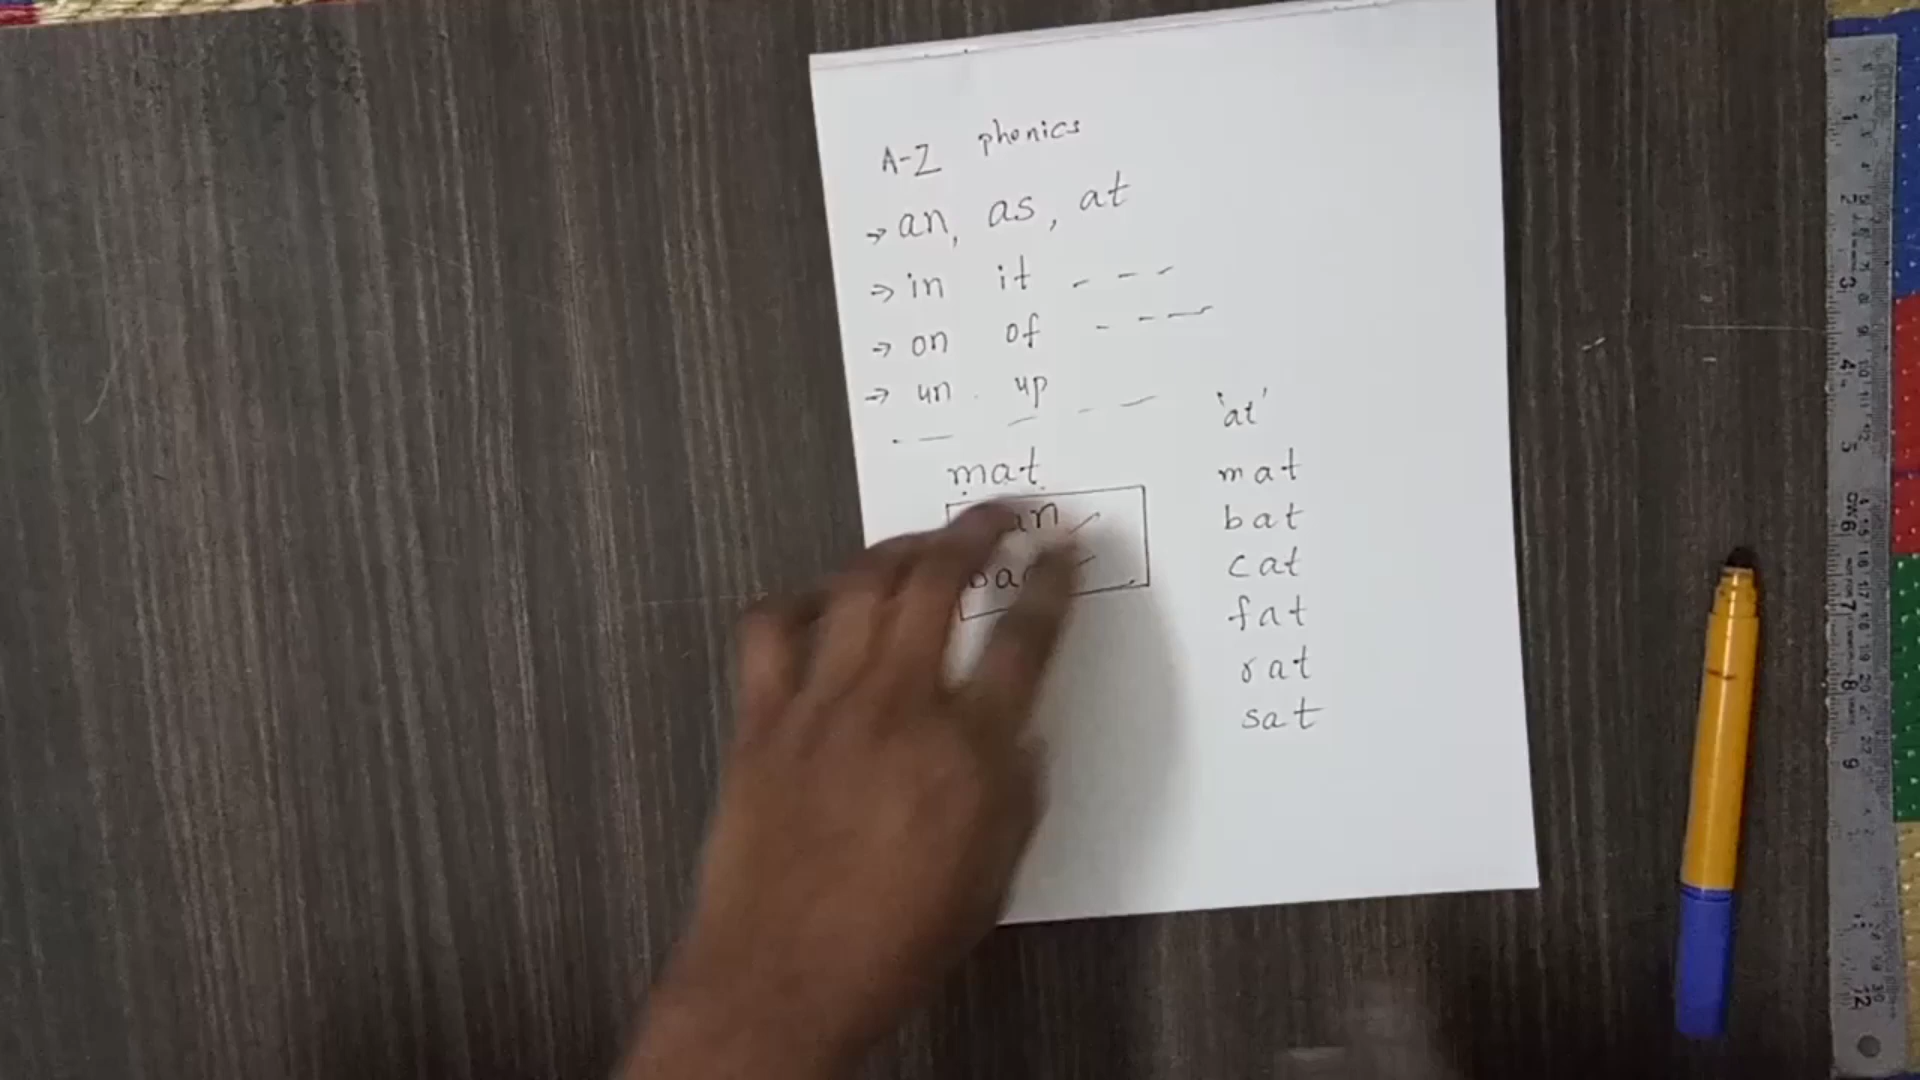 A-Z phonics
→ an, as, at
→ in it - - -
→ on of - - -
→ un up
- - - - -
mat
'at'
mat
bat
cat
fat
rat
sat